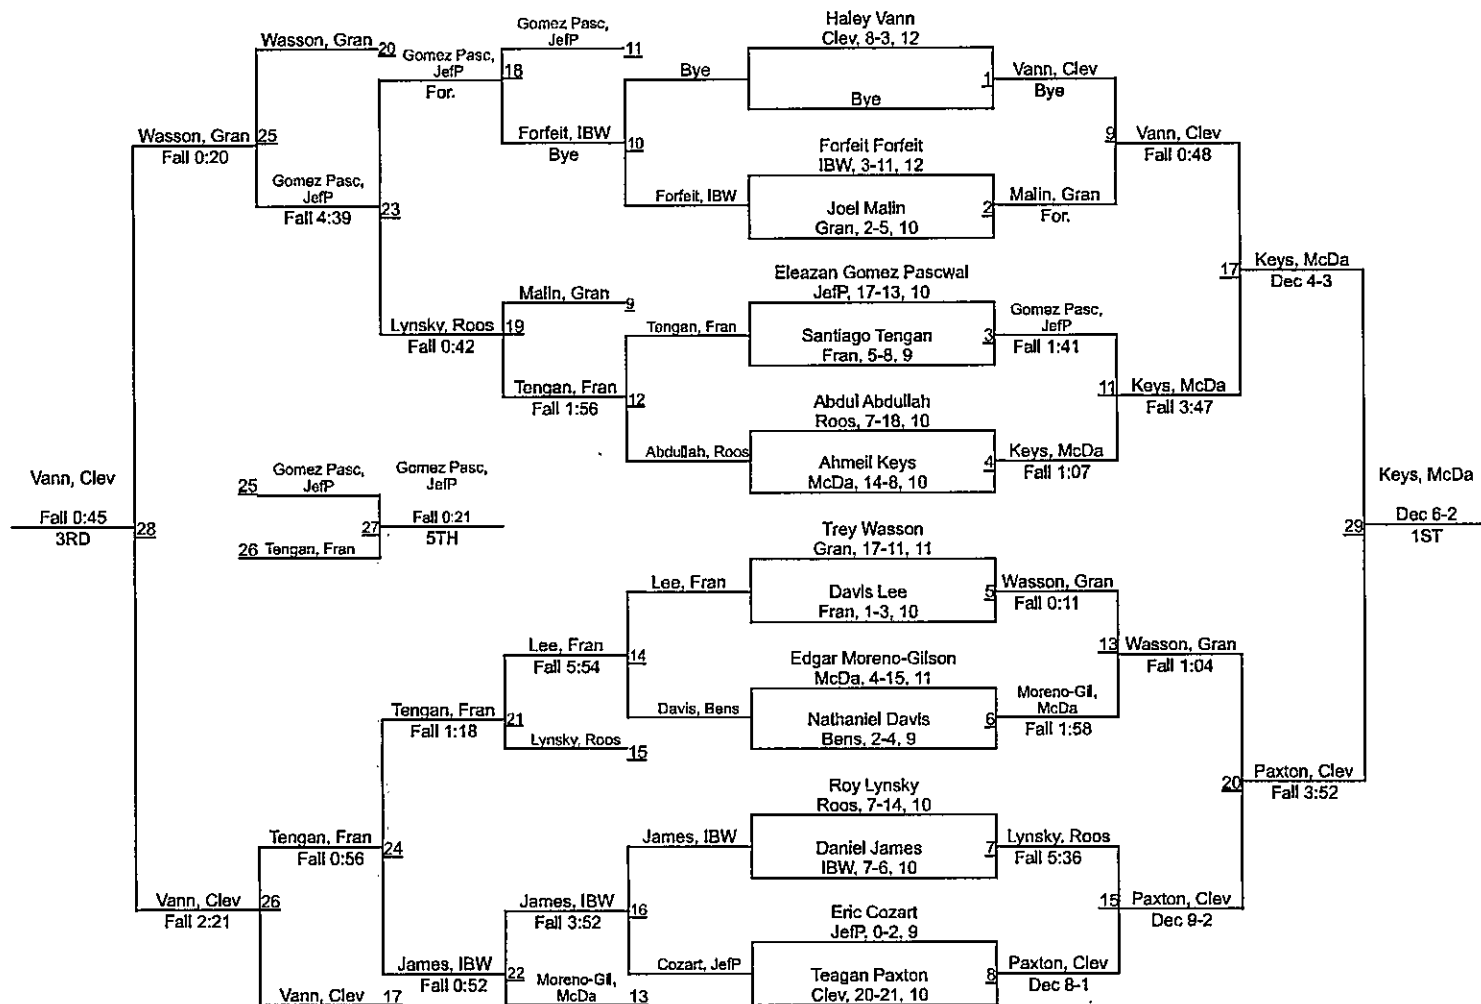 Haley Vann
Clev, 8-3, 12
Gomez Pasc,
JefP
11
Wasson, Gran
20
Gomez Pasc,
JefP
18
For.
Bye
1
Vann, Clev
Bye
Bye
Wasson, Gran
25
Fall 0:20
Forfeit, IBW
10
Bye
Forfeit Forfeit
IBW, 3-11, 12
9
Vann, Clev
Fall 0:48
Gomez Pasc,
JefP
23
Fall 4:39
Forfeit, IBW
Joel Malin
Gran, 2-5, 10
2
Malin, Gran
For.
17
Keys, McDa
Dec 4-3
Eleazan Gomez Pascwal
JefP, 17-13, 10
Malin, Gran
9
Lynsky, Roos
19
Fall 0:42
Tengan, Fran
Santiago Tengan
Fran, 5-8, 9
3
Gomez Pasc,
JefP
Fall 1:41
Tengan, Fran
12
Fall 1:56
Abdul Abdullah
Roos, 7-18, 10
11
Keys, McDa
Fall 3:47
Abdullah, Roos
Ahmeil Keys
McDa, 14-8, 10
4
Keys, McDa
Fall 1:07
Vann, Clev
Fall 0:45
28
3RD
25
Gomez Pasc,
JefP
27
Gomez Pasc,
JefP
Fall 0:21
5TH
26
Tengan, Fran
Keys, McDa
29
Dec 6-2
1ST
Trey Wasson
Gran, 17-11, 11
Lee, Fran
Davis Lee
Fran, 1-3, 10
5
Wasson, Gran
Fall 0:11
Lee, Fran
14
Fall 5:54
Edgar Moreno-Gilson
McDa, 4-15, 11
13
Wasson, Gran
Fall 1:04
Tengan, Fran
21
Fall 1:18
Davis, Bens
Nathaniel Davis
Bens, 2-4, 9
6
Moreno-Gil,
McDa
Fall 1:58
Lynsky, Roos
15
20
Paxton, Clev
Fall 3:52
Roy Lynsky
Roos, 7-14, 10
Tengan, Fran
24
Fall 0:56
James, IBW
Daniel James
IBW, 7-6, 10
7
Lynsky, Roos
Fall 5:36
Vann, Clev
26
Fall 2:21
James, IBW
16
Fall 3:52
Eric Cozart
JefP, 0-2, 9
15
Paxton, Clev
Dec 9-2
James, IBW
22
Fall 0:52
Cozart, JefP
Teagan Paxton
Clev, 20-21, 10
8
Paxton, Clev
Dec 8-1
Vann, Clev
17
Moreno-Gil,
McDa
13